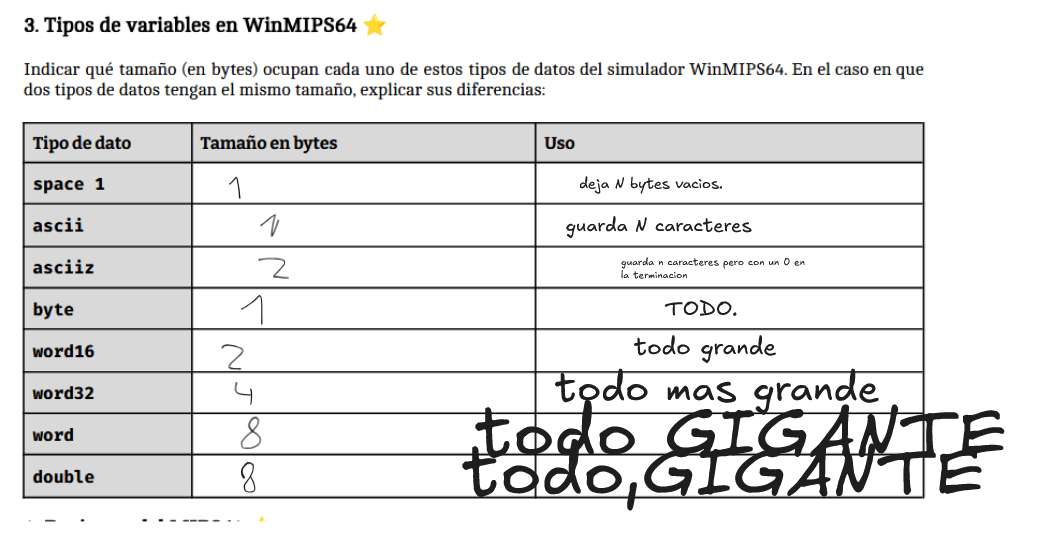 3. Tipos de variables en WinMIPS64 ⭐
Indicar qué tamaño (en bytes) ocupan cada uno de estos tipos de datos del simulador WinMIPS64. En el caso en que
dos tipos de datos tengan el mismo tamaño, explicar sus diferencias:
Tipo de dato Tamaño en bytes Uso
space 1 1 deja N bytes vacios.
ascii guarda N caracteres
asciiz 2 guarda n caracteres pero con un 0 en
la terminacion
byte 1 TODO.
word16 2 todo grande
word32 4 todo mas grande
word 8 todo GIGANTE
double 8 todo,GIGANTE